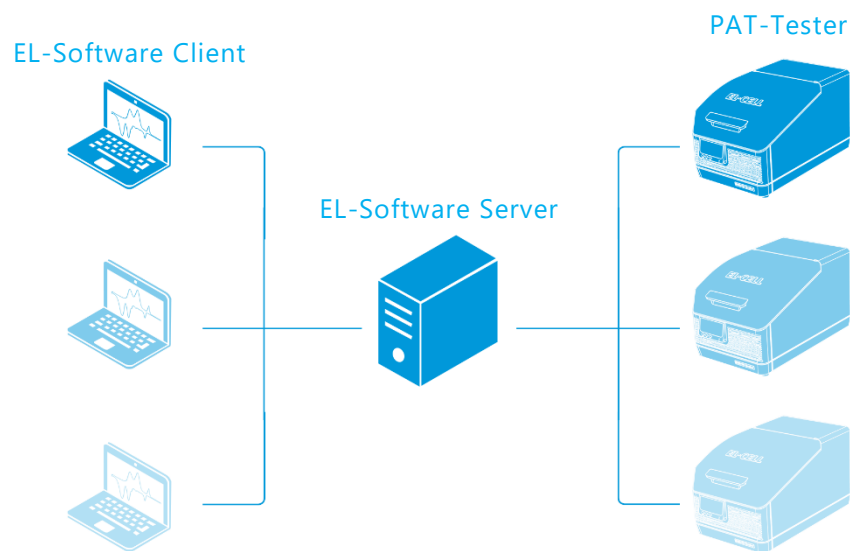 PAT-Tester
EL-Software Client
EL-CELL
EL-Software Server
EL-CELL
EL-CELL